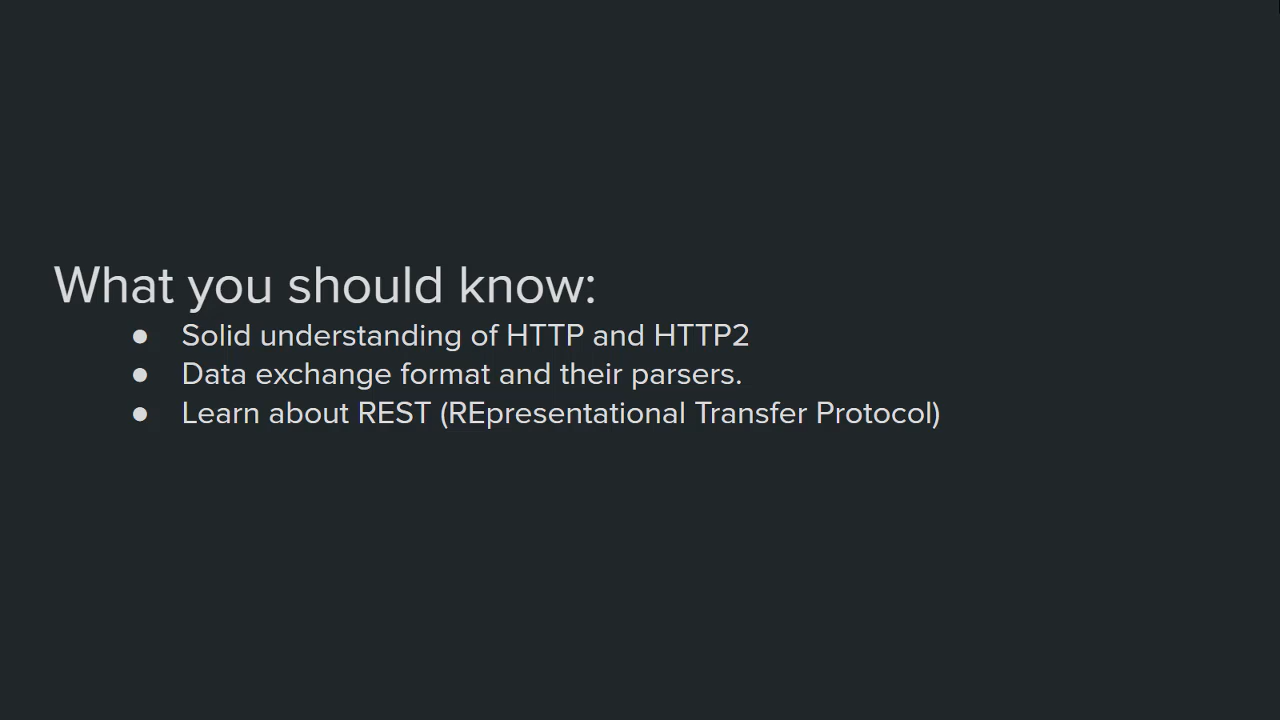 What you should know:
● Solid understanding of HTTP and HTTP2
● Data exchange format and their parsers.
● Learn about REST (REpresentational Transfer Protocol)